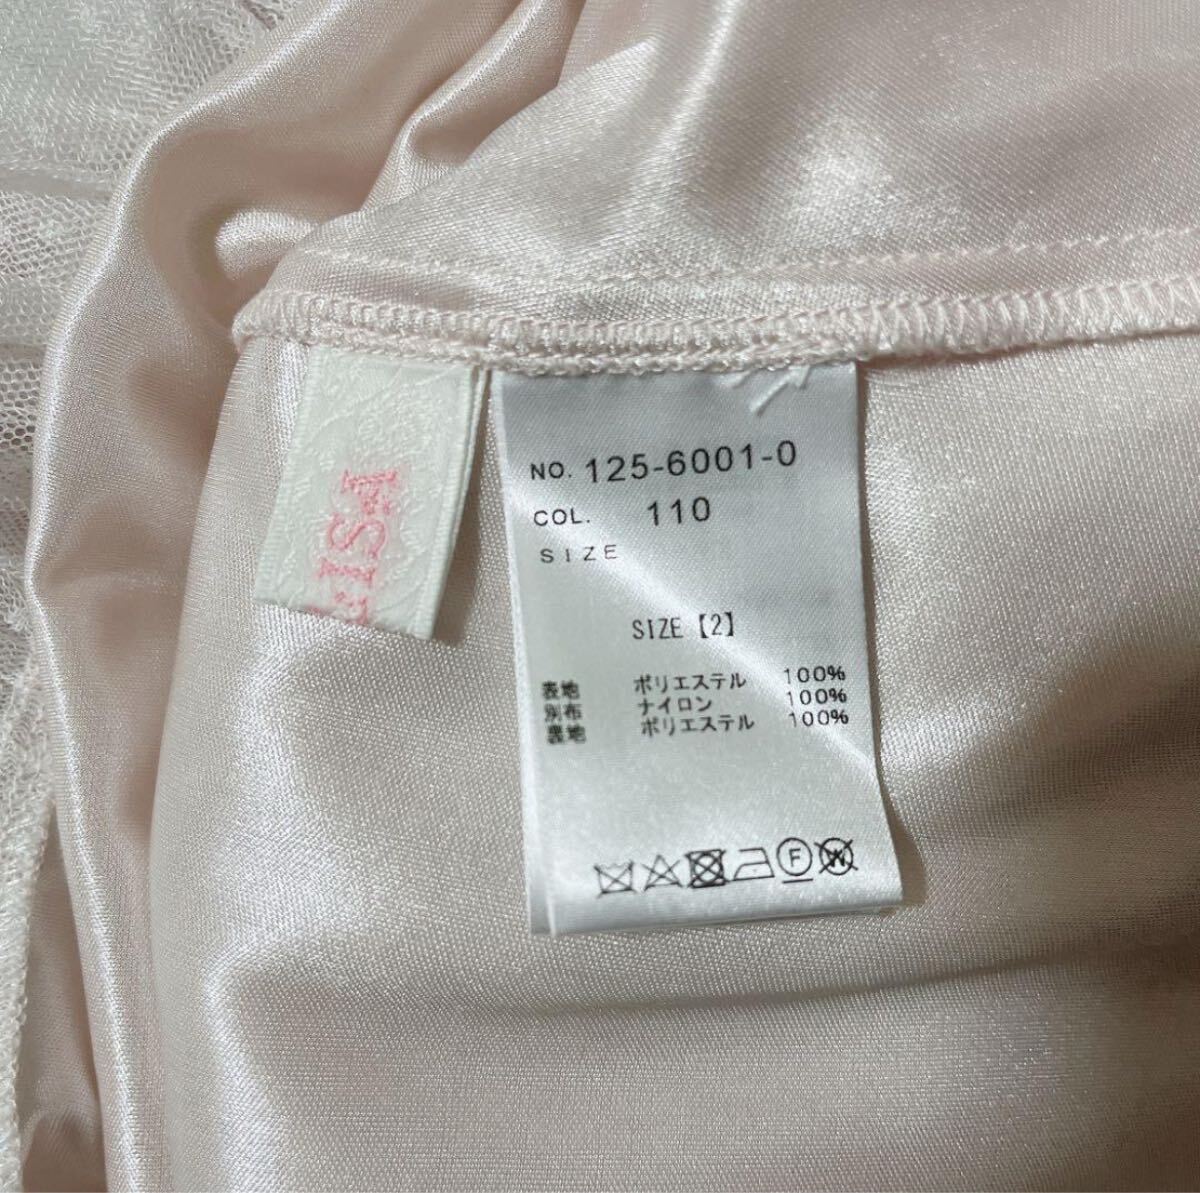 NO. 125-6001-0
COL. 110
SIZE
SIZE【2】
表地 ポリエステル 100%
別布 ナイロン 100%
裏地 ポリエステル 100%
F
W